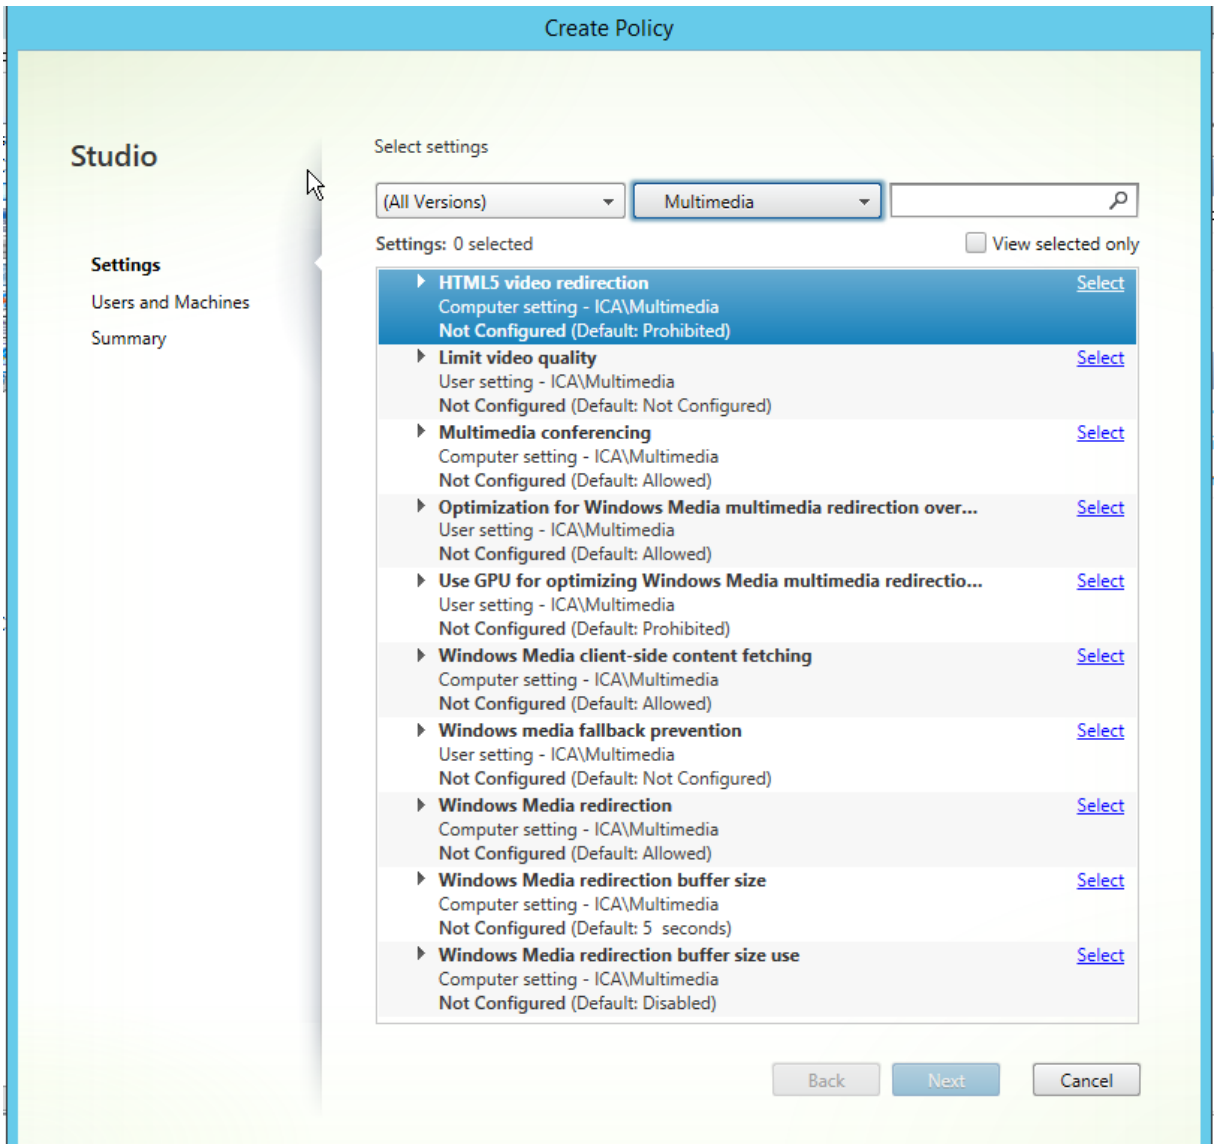 Create Policy
Studio
Select settings
(All Versions)
Multimedia
Settings: 0 selected
View selected only
Settings
Users and Machines
Summary
HTML5 video redirection
Select
Computer setting - ICA\Multimedia
Not Configured (Default: Prohibited)
Limit video quality
Select
User setting - ICA\Multimedia
Not Configured (Default: Not Configured)
Multimedia conferencing
Select
Computer setting - ICA\Multimedia
Not Configured (Default: Allowed)
Optimization for Windows Media multimedia redirection over...
Select
User setting - ICA\Multimedia
Not Configured (Default: Allowed)
Use GPU for optimizing Windows Media multimedia redirectio...
Select
User setting - ICA\Multimedia
Not Configured (Default: Prohibited)
Windows Media client-side content fetching
Select
Computer setting - ICA\Multimedia
Not Configured (Default: Allowed)
Windows media fallback prevention
Select
User setting - ICA\Multimedia
Not Configured (Default: Not Configured)
Windows Media redirection
Select
Computer setting - ICA\Multimedia
Not Configured (Default: Allowed)
Windows Media redirection buffer size
Select
Computer setting - ICA\Multimedia
Not Configured (Default: 5  seconds)
Windows Media redirection buffer size use
Select
Computer setting - ICA\Multimedia
Not Configured (Default: Disabled)
Back
Next
Cancel